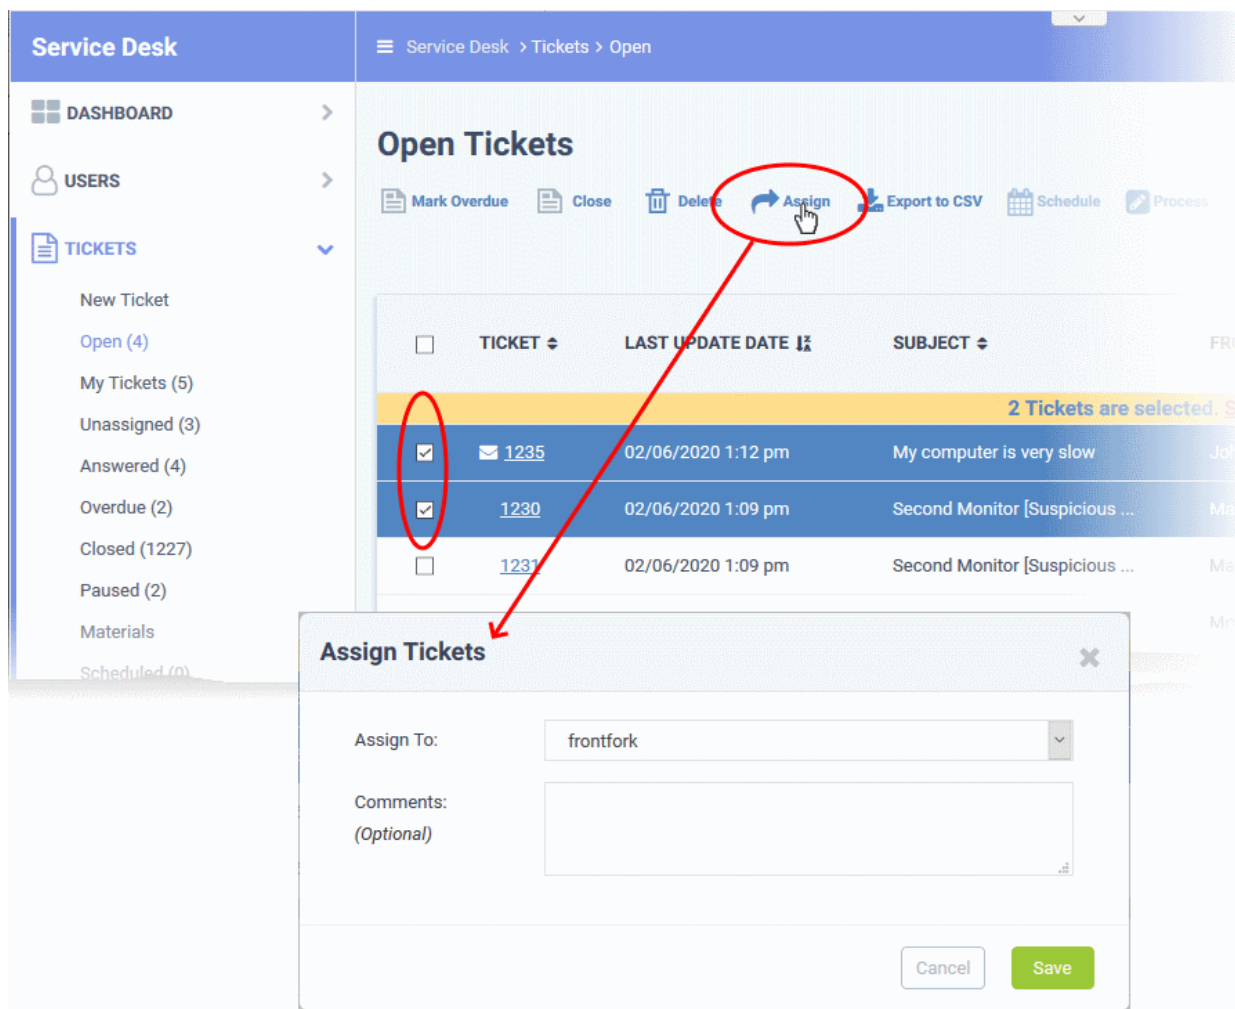 Service Desk
Service Desk > Tickets > Open
DASHBOARD
USERS
TICKETS
New Ticket
Open (4)
My Tickets (5)
Unassigned (3)
Answered (4)
Overdue (2)
Closed (1227)
Paused (2)
Materials
Scheduled (0)
Open Tickets
Mark Overdue Close Delete Assign Export to CSV Schedule Process
TICKET LAST UPDATE DATE SUBJECT
2 Tickets are selected.
1235 02/06/2020 1:12 pm My computer is very slow
1230 02/06/2020 1:09 pm Second Monitor [Suspicious ...
1231 02/06/2020 1:09 pm Second Monitor [Suspicious ...
Assign Tickets
Assign To: frontfork
Comments:
(Optional)
Cancel Save